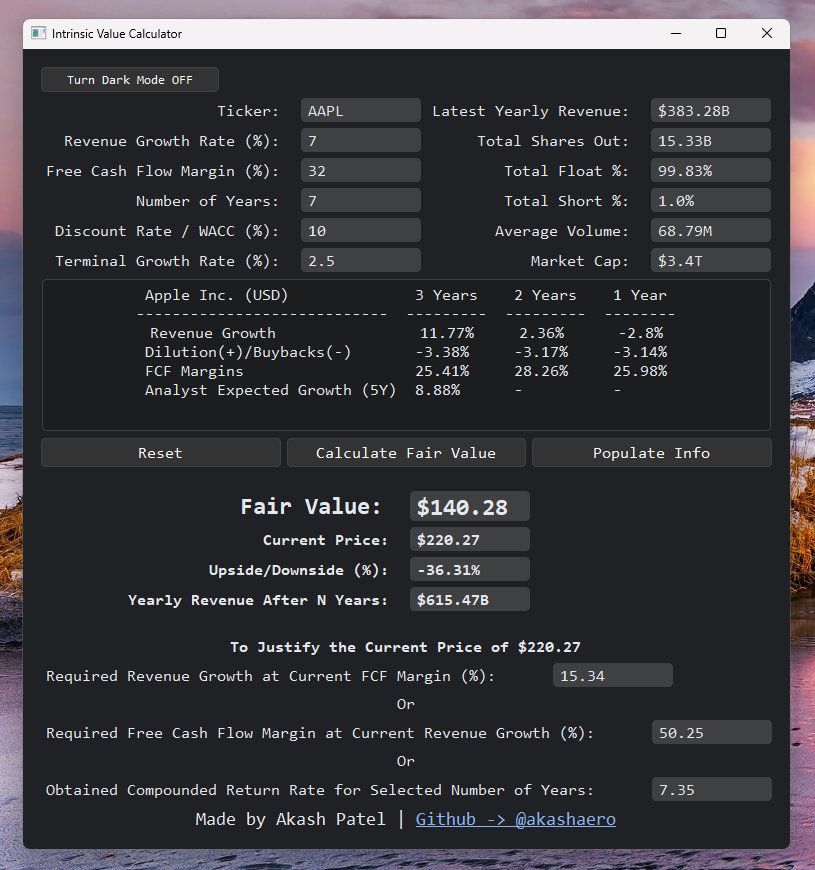 Intrinsic Value Calculator
Turn Dark Mode OFF
Ticker: AAPL Latest Yearly Revenue: $383.28B
Revenue Growth Rate (%): 7 Total Shares Out: 15.33B
Free Cash Flow Margin (%): 32 Total Float %: 99.83%
Number of Years: 7 Total Short %: 1.0%
Discount Rate / WACC (%): 10 Average Volume: 68.79M
Terminal Growth Rate (%): 2.5 Market Cap: $3.4T
Apple Inc. (USD) 3 Years 2 Years 1 Year
---------------------------- --------- --------- --------
Revenue Growth 11.77% 2.36% -2.8%
Dilution(+)/Buybacks(-) -3.38% -3.17% -3.14%
FCF Margins 25.41% 28.26% 25.98%
Analyst Expected Growth (5Y) 8.88% - -
Reset Calculate Fair Value Populate Info
Fair Value: $140.28
Current Price: $220.27
Upside/Downside (%): -36.31%
Yearly Revenue After N Years: $615.47B
To Justify the Current Price of $220.27
Required Revenue Growth at Current FCF Margin (%): 15.34
Or
Required Free Cash Flow Margin at Current Revenue Growth (%): 50.25
Or
Obtained Compounded Return Rate for Selected Number of Years: 7.35
Made by Akash Patel | Github -> @akashaero